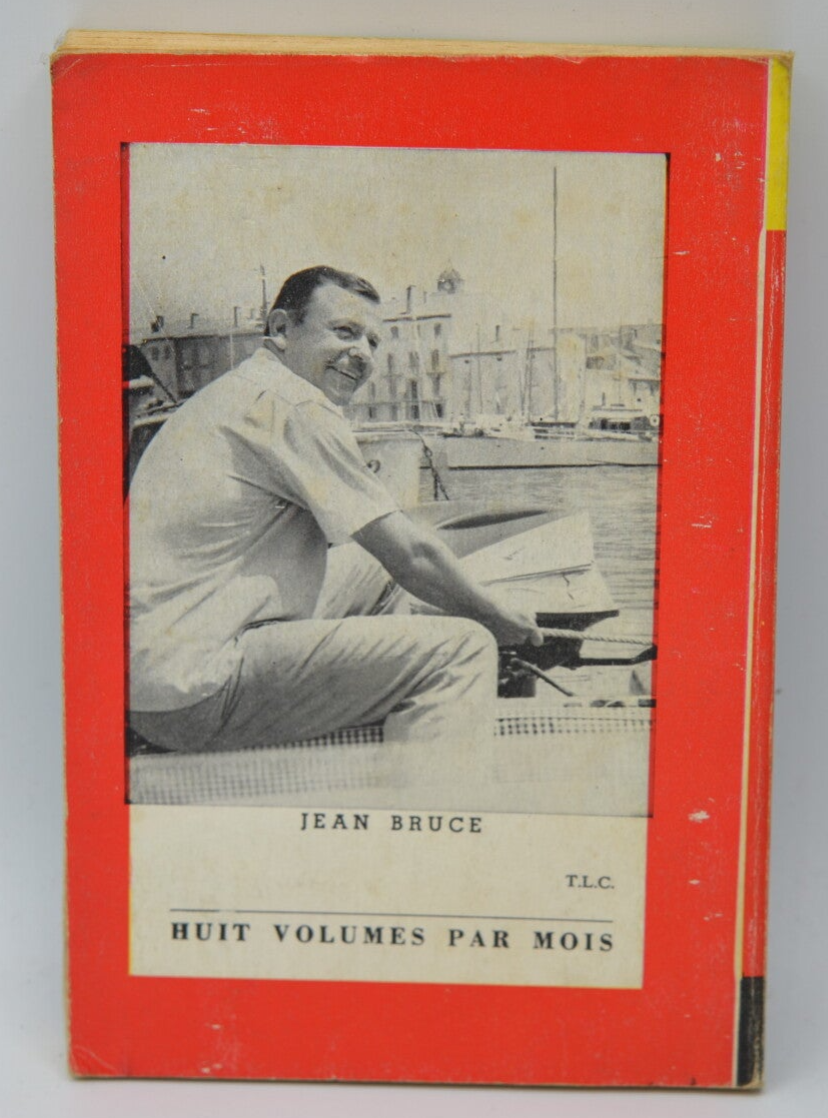 JEAN BRUCE
T.L.C.
HUIT VOLUMES PAR MOIS